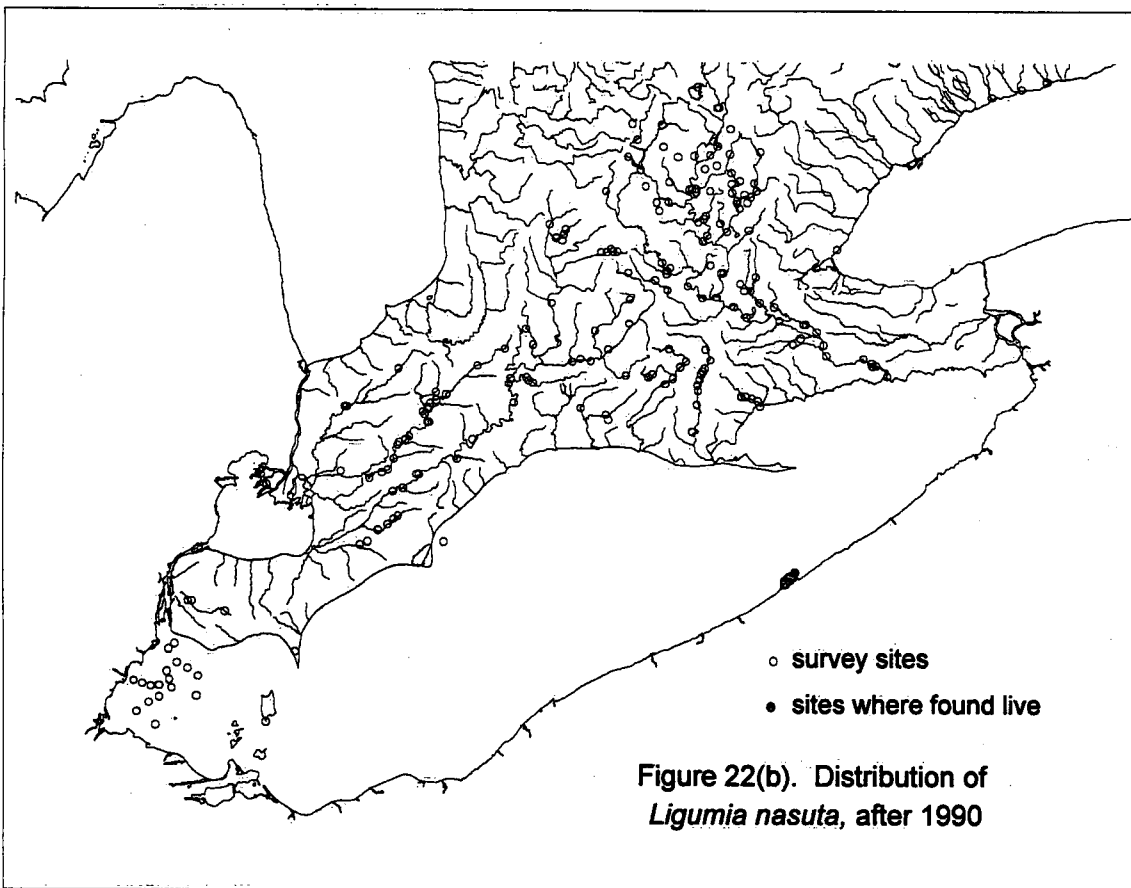 survey sites
sites where found live
Figure 22(b). Distribution of
Ligumia nasuta, after 1990